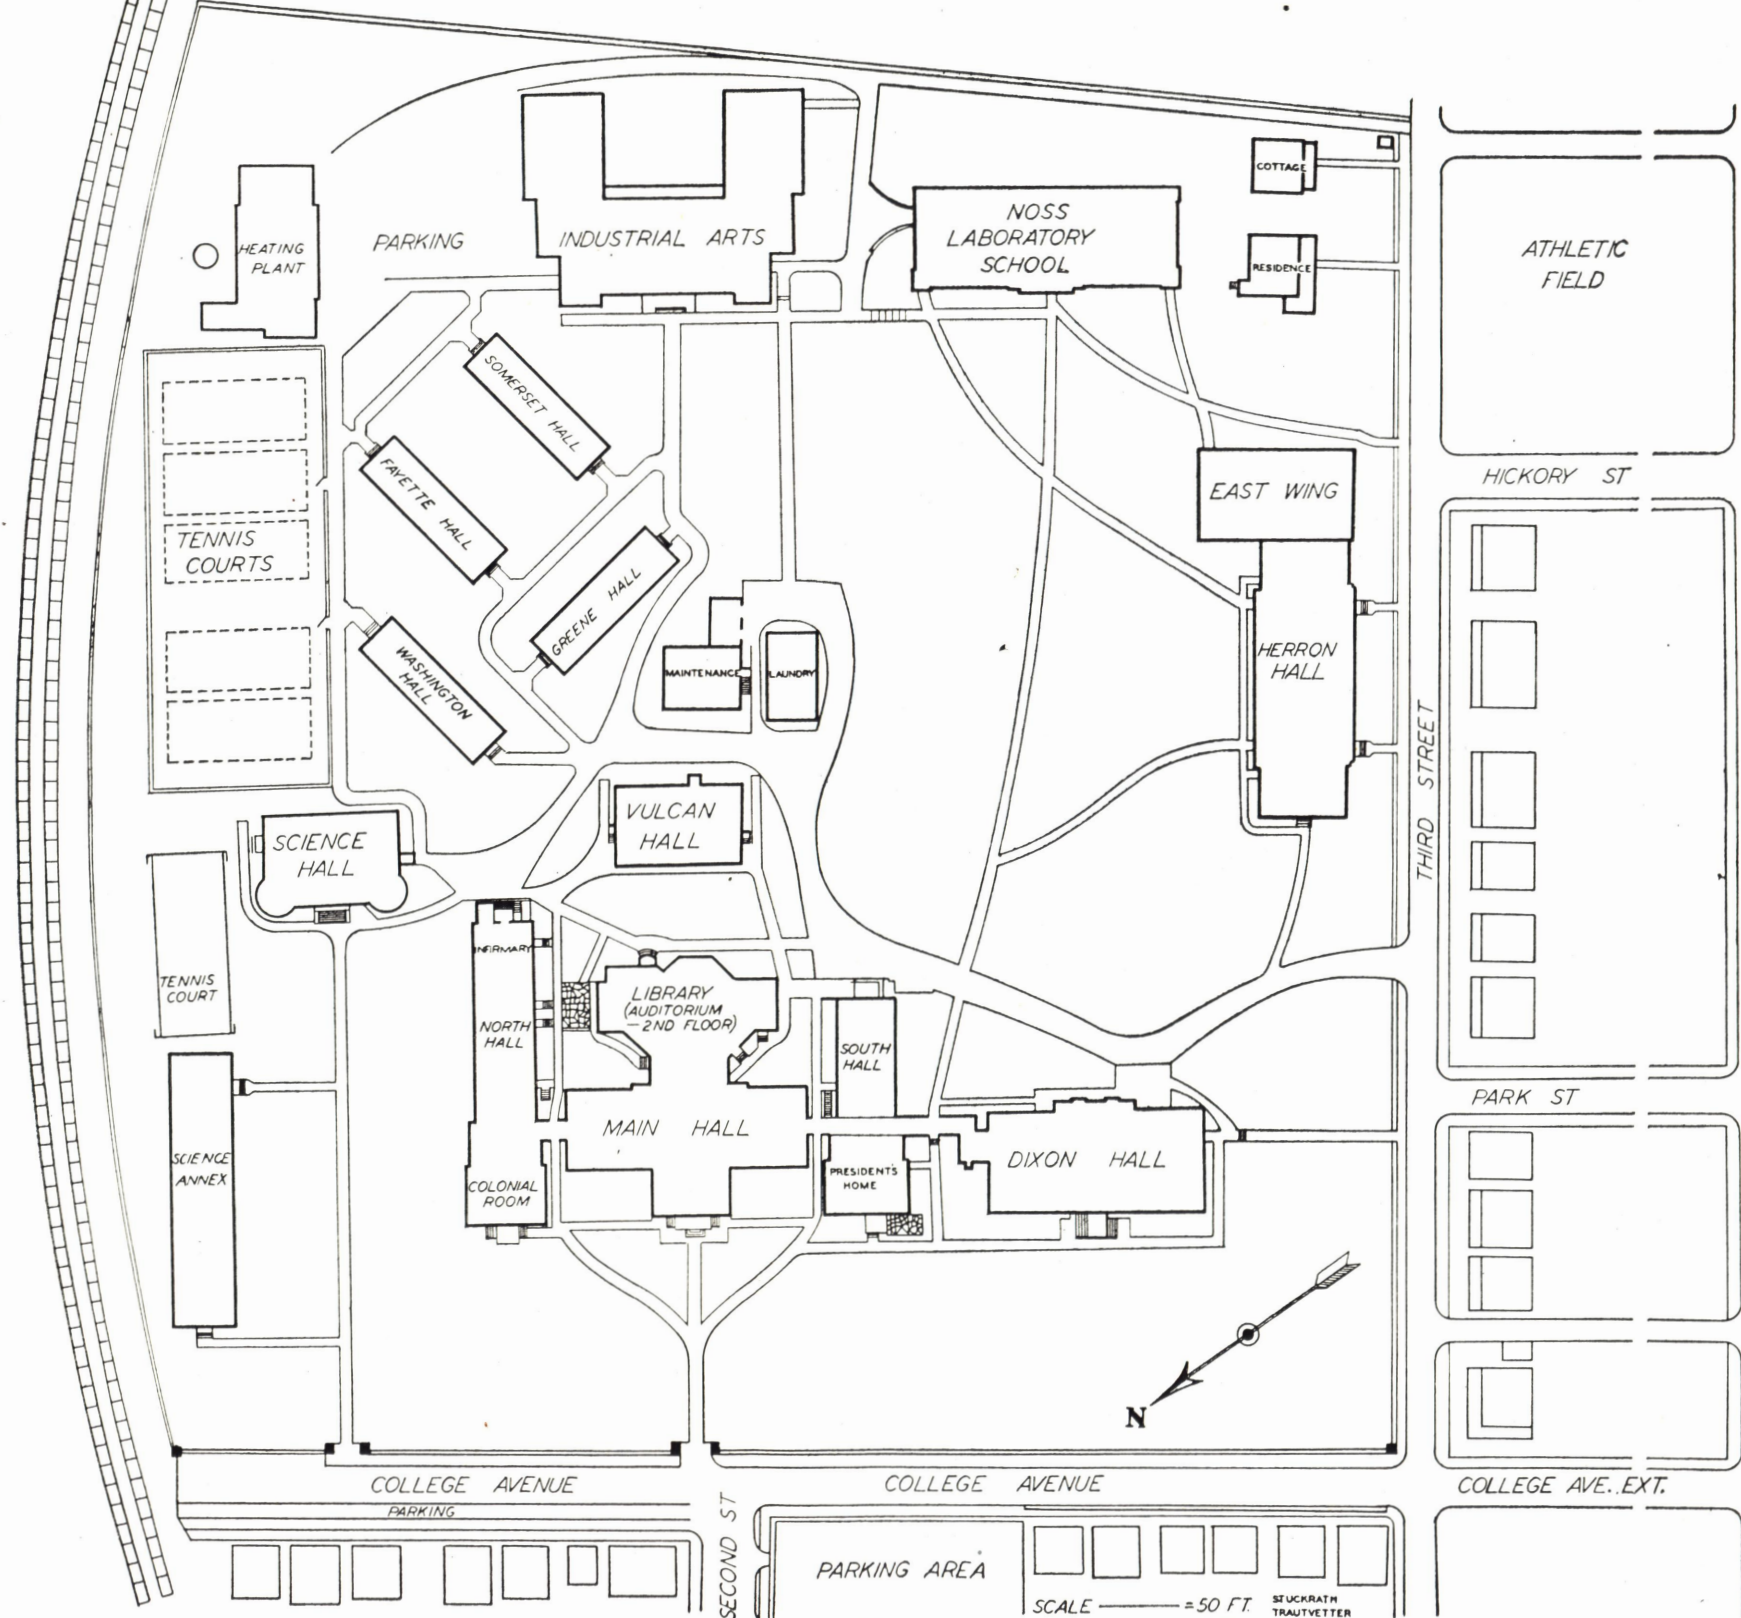 COTTAGE
NOSS
LABORATORY
SCHOOL
HEATING
PLANT
PARKING
INDUSTRIAL ARTS
RESIDENCE
ATHLETIC
FIELD
SOMERSET HALL
FAYETTE HALL
HICKORY ST
EAST WING
TENNIS
COURTS
GREENE HALL
WASHINGTON
HALL
MAINTENANCE
LAUNDRY
HERRON
HALL
THIRD STREET
VULCAN
HALL
SCIENCE
HALL
INFIRMARY
TENNIS
COURT
LIBRARY
(AUDITORIUM
—2ND FLOOR)
NORTH
HALL
SOUTH
HALL
PARK ST
MAIN HALL
SCIENCE
ANNEX
DIXON HALL
PRESIDENT'S
HOME
COLONIAL
ROOM
N
COLLEGE AVENUE
COLLEGE AVENUE
COLLEGE AVE. EXT.
PARKING
SECOND ST
PARKING AREA
SCALE ——— = 50 FT.
STUCKRATH
TRAUTVETTER